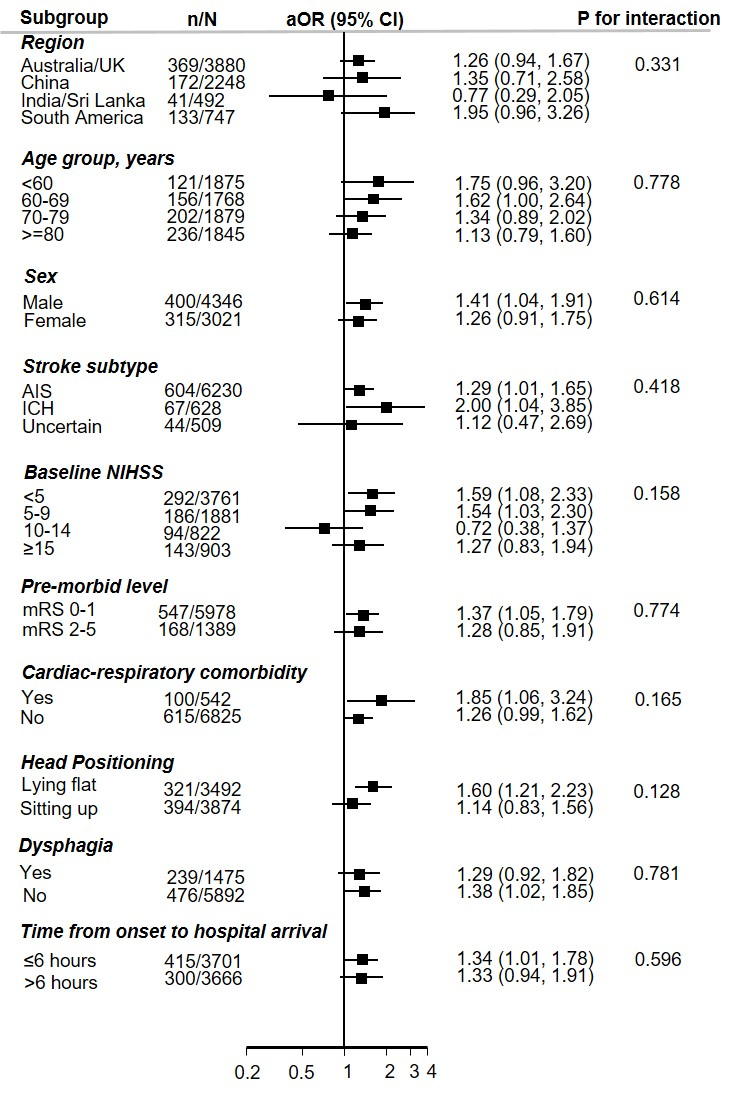 Subgroup n/N aOR (95% CI) P for interaction
Region
Australia/UK 369/3880 1.26 (0.94, 1.67) 0.331
China 172/2248 1.35 (0.71, 2.58)
India/Sri Lanka 41/492 0.77 (0.29, 2.05)
South America 133/747 1.95 (0.96, 3.26)
Age group, years
<60 121/1875 1.75 (0.96, 3.20) 0.778
60-69 156/1768 1.62 (1.00, 2.64)
70-79 202/1879 1.34 (0.89, 2.02)
>=80 236/1845 1.13 (0.79, 1.60)
Sex
Male 400/4346 1.41 (1.04, 1.91) 0.614
Female 315/3021 1.26 (0.91, 1.75)
Stroke subtype
AIS 604/6230 1.29 (1.01, 1.65) 0.418
ICH 67/628 2.00 (1.04, 3.85)
Uncertain 44/509 1.12 (0.47, 2.69)
Baseline NIHSS
<5 292/3761 1.59 (1.08, 2.33) 0.158
5-9 186/1881 1.54 (1.03, 2.30)
10-14 94/822 0.72 (0.38, 1.37)
≥15 143/903 1.27 (0.83, 1.94)
Pre-morbid level
mRS 0-1 547/5978 1.37 (1.05, 1.79) 0.774
mRS 2-5 168/1389 1.28 (0.85, 1.91)
Cardiac-respiratory comorbidity
Yes 100/542 1.85 (1.06, 3.24) 0.165
No 615/6825 1.26 (0.99, 1.62)
Head Positioning
Lying flat 321/3492 1.60 (1.21, 2.23) 0.128
Sitting up 394/3874 1.14 (0.83, 1.56)
Dysphagia
Yes 239/1475 1.29 (0.92, 1.82) 0.781
No 476/5892 1.38 (1.02, 1.85)
Time from onset to hospital arrival
≤6 hours 415/3701 1.34 (1.01, 1.78) 0.596
>6 hours 300/3666 1.33 (0.94, 1.91)
0.2 0.5 1 2 3 4